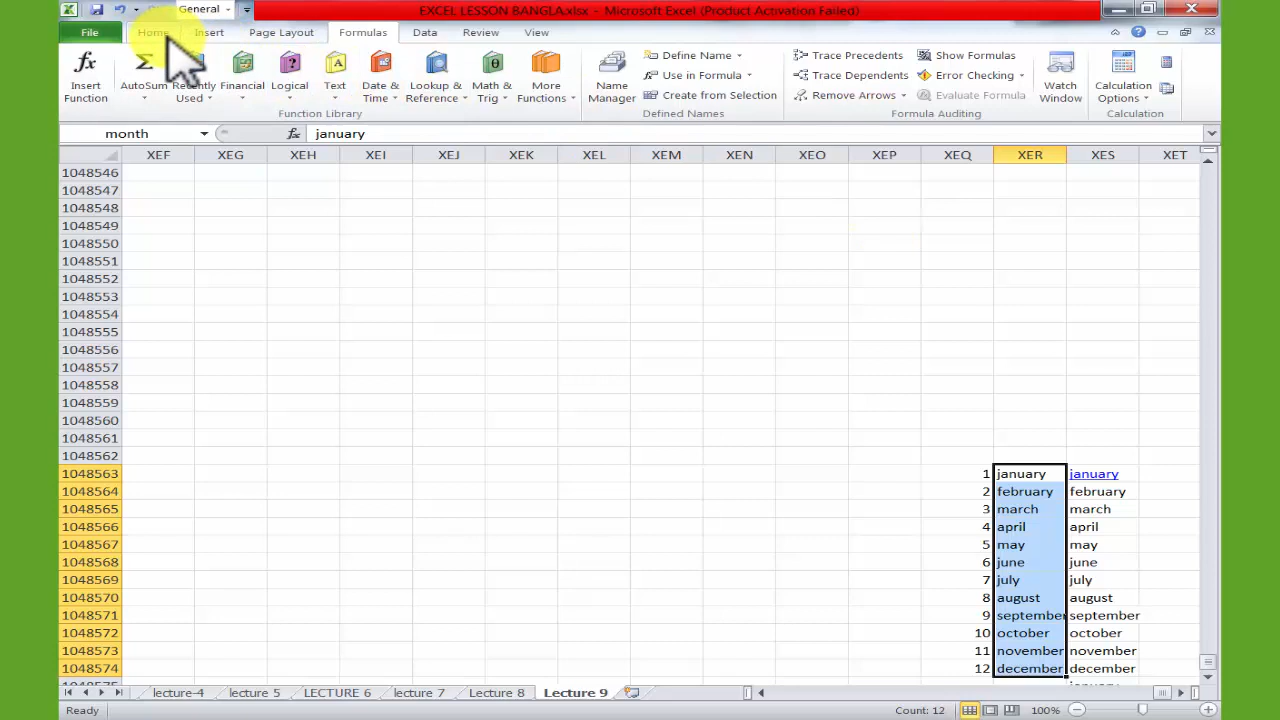 General
EXCEL LESSON BANGLA.xlsx - Microsoft Excel (Product Activation Failed)
File Home Insert Page Layout Formulas Data Review View
Insert Function
AutoSum
Recently Used
Financial
Logical
Text
Date & Time
Lookup & Reference
Math & Trig
More Functions
Function Library
Name Manager
Define Name
Use in Formula
Create from Selection
Defined Names
Trace Precedents
Trace Dependents
Remove Arrows
Show Formulas
Error Checking
Evaluate Formula
Formula Auditing
Watch Window
Calculation Options
Calculation
month fx january
XEF XEG XEH XEI XEJ XEK XEL XEM XEN XEO XEP XEQ XER XES XET
1048546
1048547
1048548
1048549
1048550
1048551
1048552
1048553
1048554
1048555
1048556
1048557
1048558
1048559
1048560
1048561
1048562
1048563 1 january january
1048564 2 february february
1048565 3 march march
1048566 4 april april
1048567 5 may may
1048568 6 june june
1048569 7 july july
1048570 8 august august
1048571 9 september september
1048572 10 october october
1048573 11 november november
1048574 12 december december
lecture-4 lecture 5 LECTURE 6 lecture 7 Lecture 8 Lecture 9
Ready Count: 12 100%